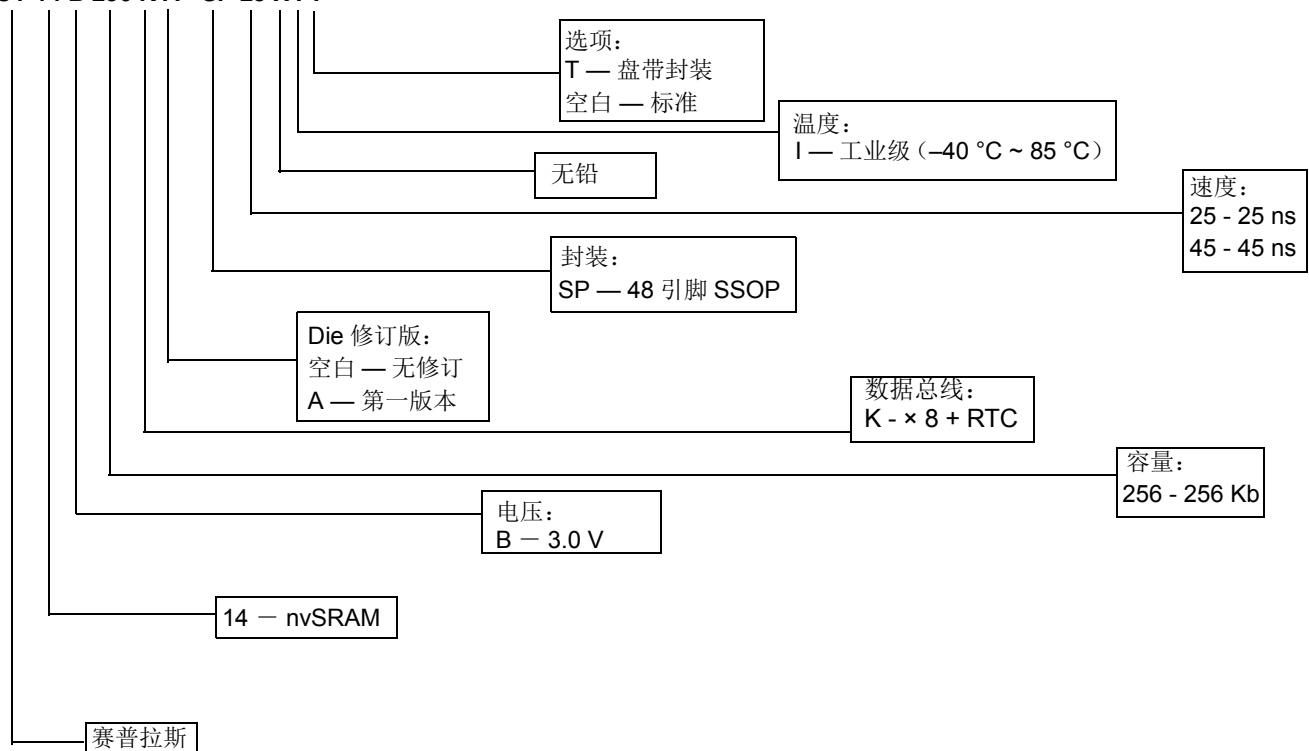 选项：
T — 盘带封装
空白 — 标准
温度：
I — 工业级（–40 °C ~ 85 °C）
无铅
速度：
25 - 25 ns
45 - 45 ns
封装：
SP — 48 引脚 SSOP
Die 修订版：
空白 — 无修订
A — 第一版本
数据总线：
K - × 8 + RTC
容量：
256 - 256 Kb
电压：
B － 3.0 V
14 － nvSRAM
赛普拉斯